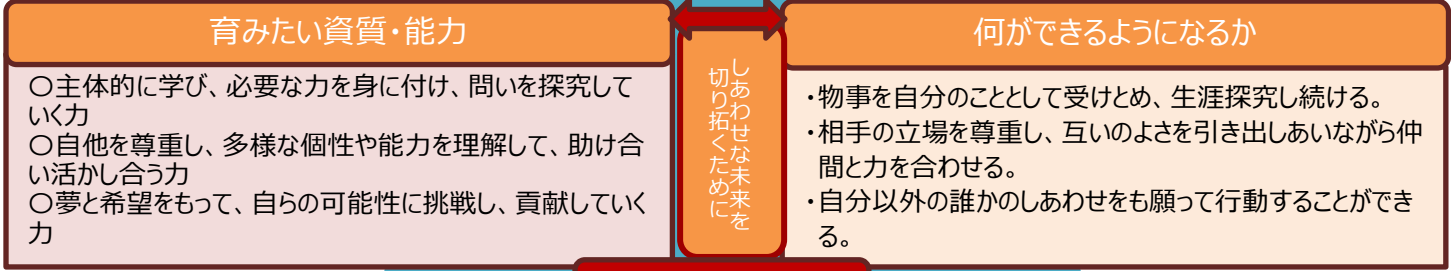 育みたい資質・能力
〇主体的に学び、必要な力を身に付け、問いを探究して
いく力
〇自他を尊重し、多様な個性や能力を理解して、助け合
い活かし合う力
〇夢と希望をもって、自らの可能性に挑戦し、貢献していく
力
しあわせな未来を
切り拓くために
何ができるようになるか
・物事を自分のこととして受けとめ、生涯探究し続ける。
・相手の立場を尊重し、互いのよさを引き出しあいながら仲
間と力を合わせる。
・自分以外の誰かのしあわせをも願って行動することができ
る。